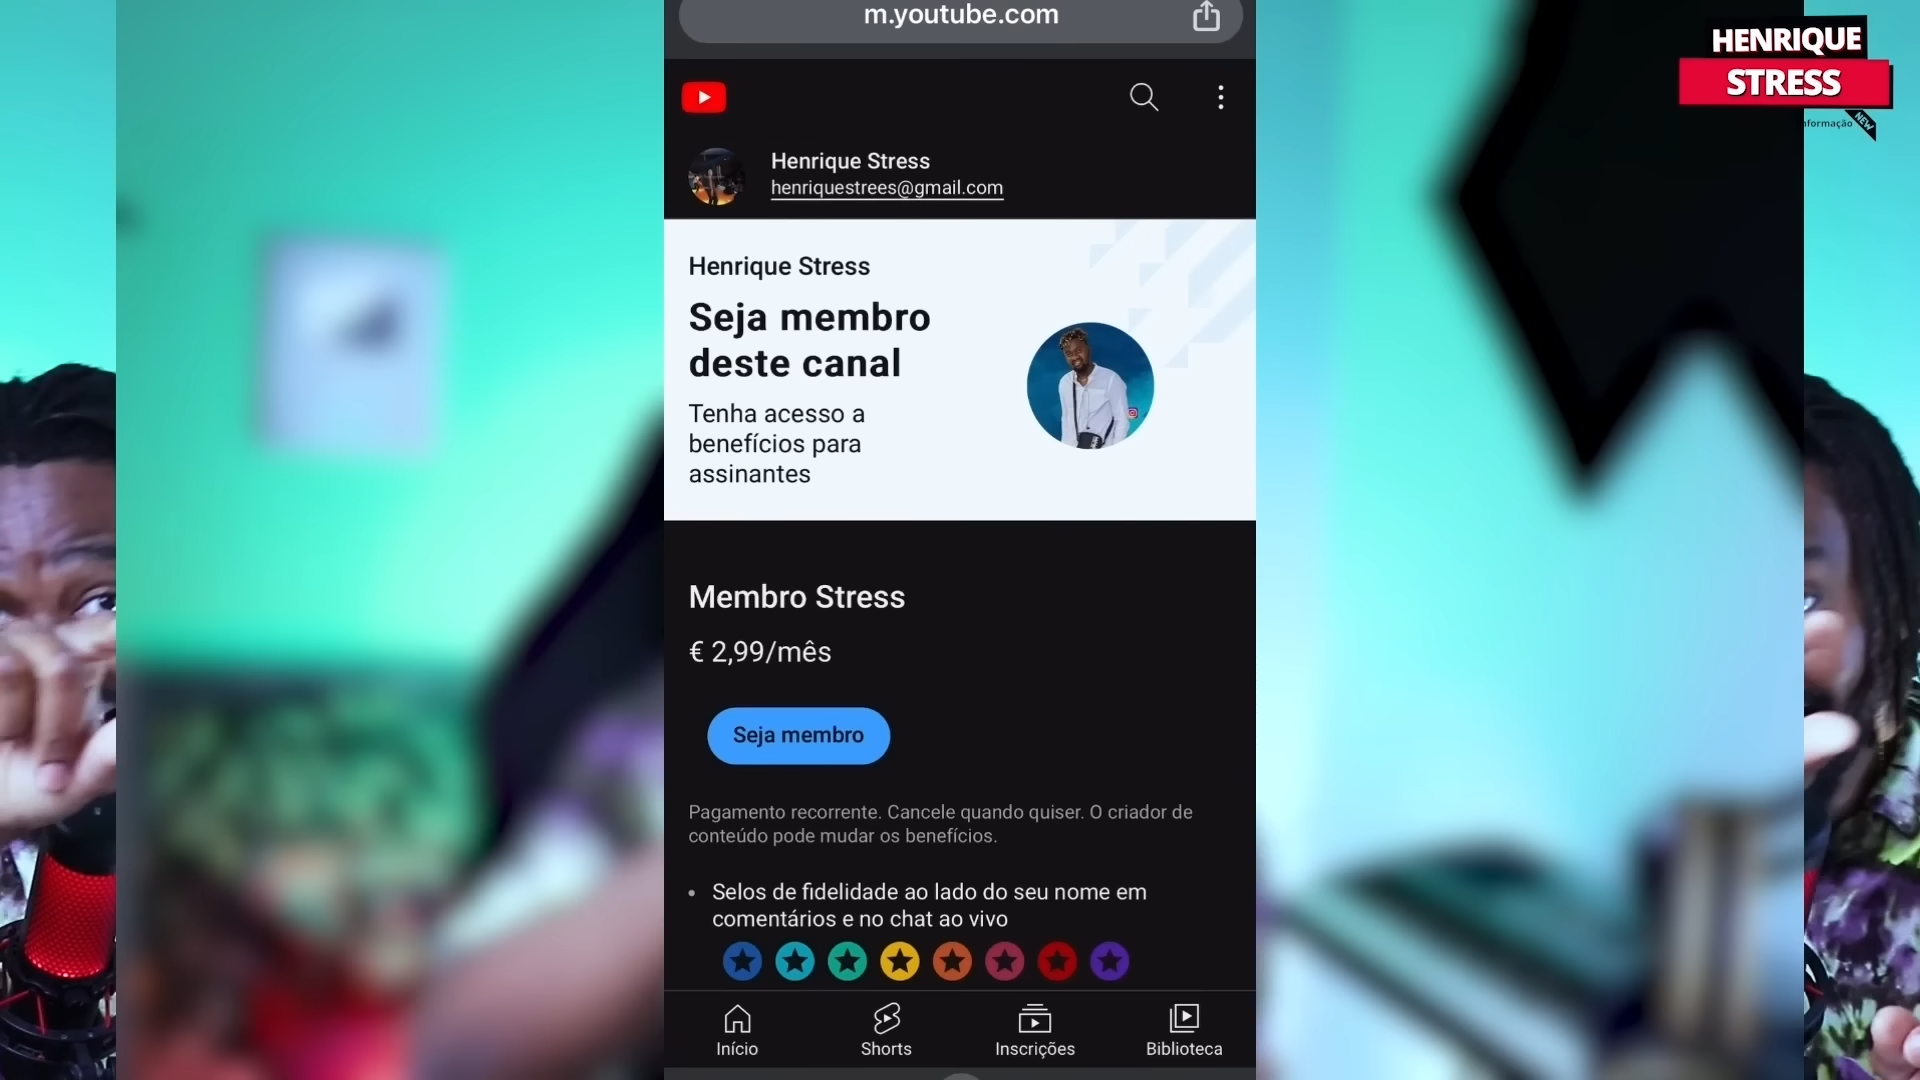 m.youtube.com
HENRIQUE
STRESS
nformação
NEW
Henrique Stress
henriquestrees@gmail.com
Henrique Stress
Seja membro
deste canal
Tenha acesso a
benefícios para
assinantes
Membro Stress
€ 2,99/mês
Seja membro
Pagamento recorrente. Cancele quando quiser. O criador de
conteúdo pode mudar os benefícios.
• Selos de fidelidade ao lado do seu nome em
comentários e no chat ao vivo
Início
Shorts
Inscrições
Biblioteca